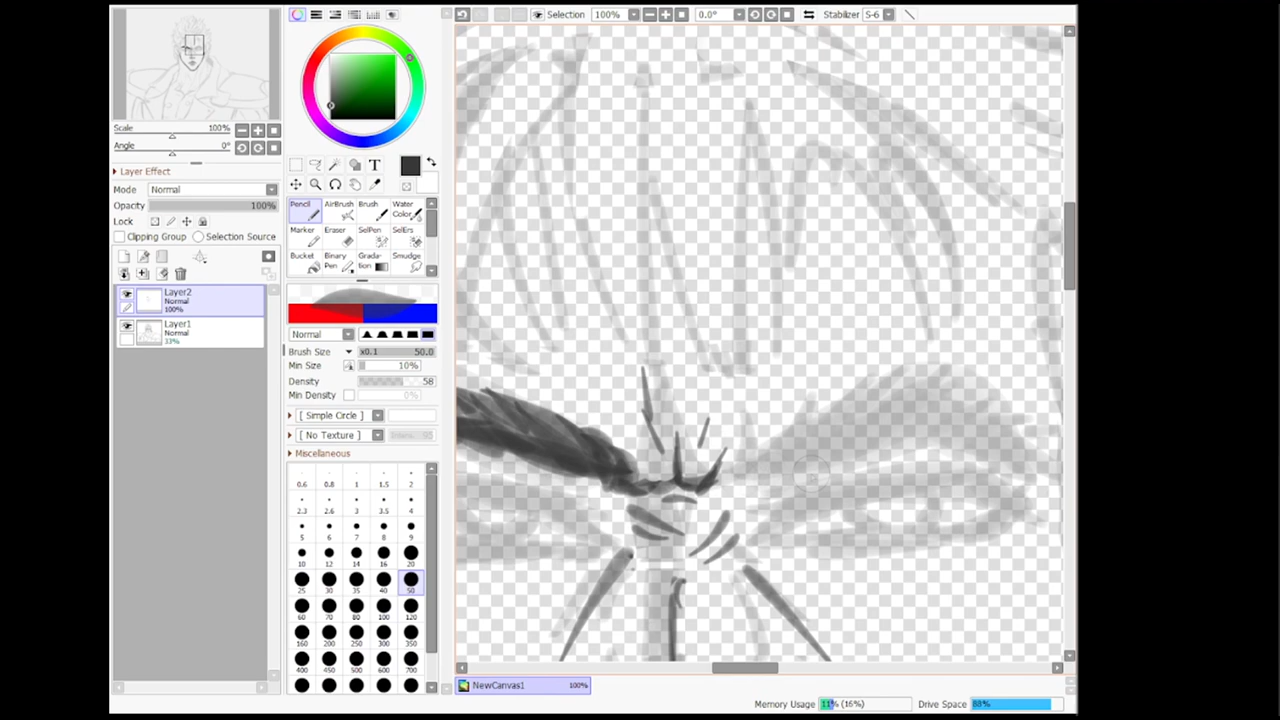 Selection 100% 0.0° Stabilizer S-6
Scale 100%
Angle 0°
Layer Effect
Mode Normal
Opacity 100%
Lock
Clipping Group Selection Source
Layer2
Normal
100%
Layer1
Normal
33%
T
Pencil AirBrush Brush Water Color
Marker Eraser SelPen SelErs
Bucket Binary Pen Grada-tion Smudge
Normal
Brush Size x0.1 50.0
Min Size 10%
Density 58
Min Density 0%
[ Simple Circle ]
[ No Texture ]
Miscellaneous
0.6 0.8 1 1.5 2
2.3 2.6 3 3.5 4
5 6 7 8 9
10 12 14 16 20
25 30 35 40 50
60 70 80 100 120
160 200 250 300 350
400 450 500 600 700
NewCanvas1 100%
Memory Usage 11% (16%) Drive Space 88%